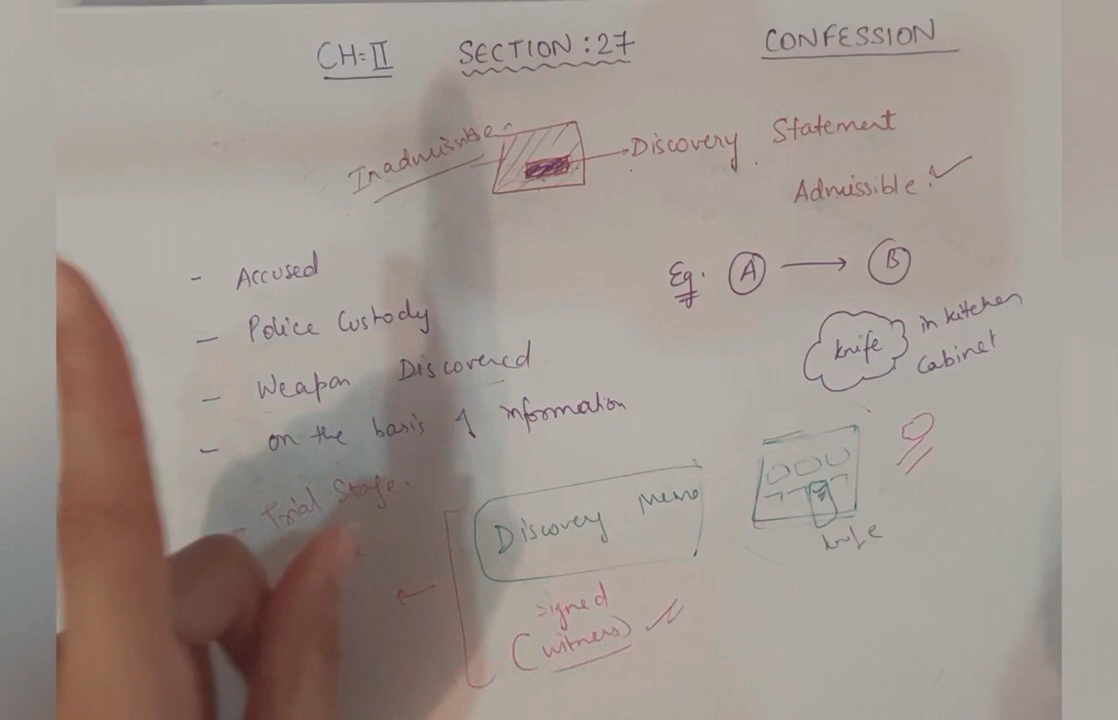 CH=II SECTION : 27 CONFESSION
Inadmissible
Discovery Statement
Admissible.
- Accused
- Police Custody
- Weapon Discovered
- on the basis of information
Trial Stage.
Eg. A → B
knife in kitchen
cabinet
knife
Discovery Memo
signed
(witness)